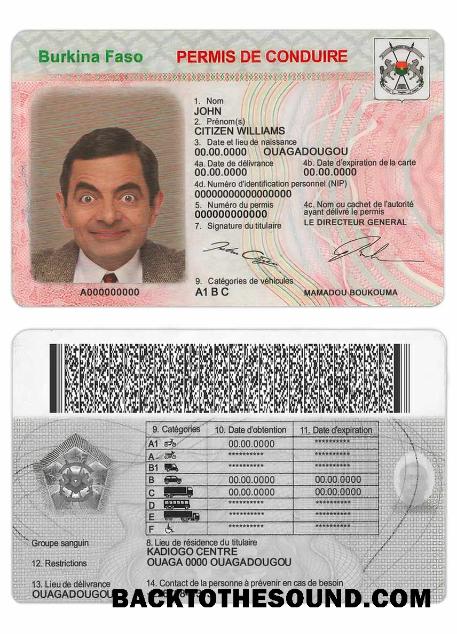 Burkina Faso
PERMIS DE CONDUIRE
1. Nom
JOHN
2. Prénom(s)
CITIZEN WILLIAMS
3. Date et lieu de naissance
00.00.0000 OUAGADOUGOU
4a. Date de délivrance 4b. Date d'expiration de la carte
00.00.0000 00.00.0000
4d. Numéro d'identification personnel (NIP)
00000000000000000
5. Numéro du permis
000000000000
4c. Nom ou cachet de l'autorité
ayant délivré le permis
LE DIRECTEUR GENERAL
7. Signature du titulaire
9. Catégories de véhicules
A1 B C
MAMADOU BOUKOUMA
A000000000
9. Catégories 10. Date d'obtention 11. Date d'expiration
A1 00.00.0000 **********
A ********** **********
B1 ********** **********
B 00.00.0000 00.00.0000
C 00.00.0000 00.00.0000
D ********** **********
E ********** **********
F ********** **********
Groupe sanguin
12. Restrictions
13. Lieu de délivrance
OUAGADOUGOU
8. Lieu de résidence du titulaire
KADIOGO CENTRE
OUAGA 0000 OUAGADOUGOU
14. Contact de la personne à prévenir en cas de besoin
BACKTOTHESOUND.COM